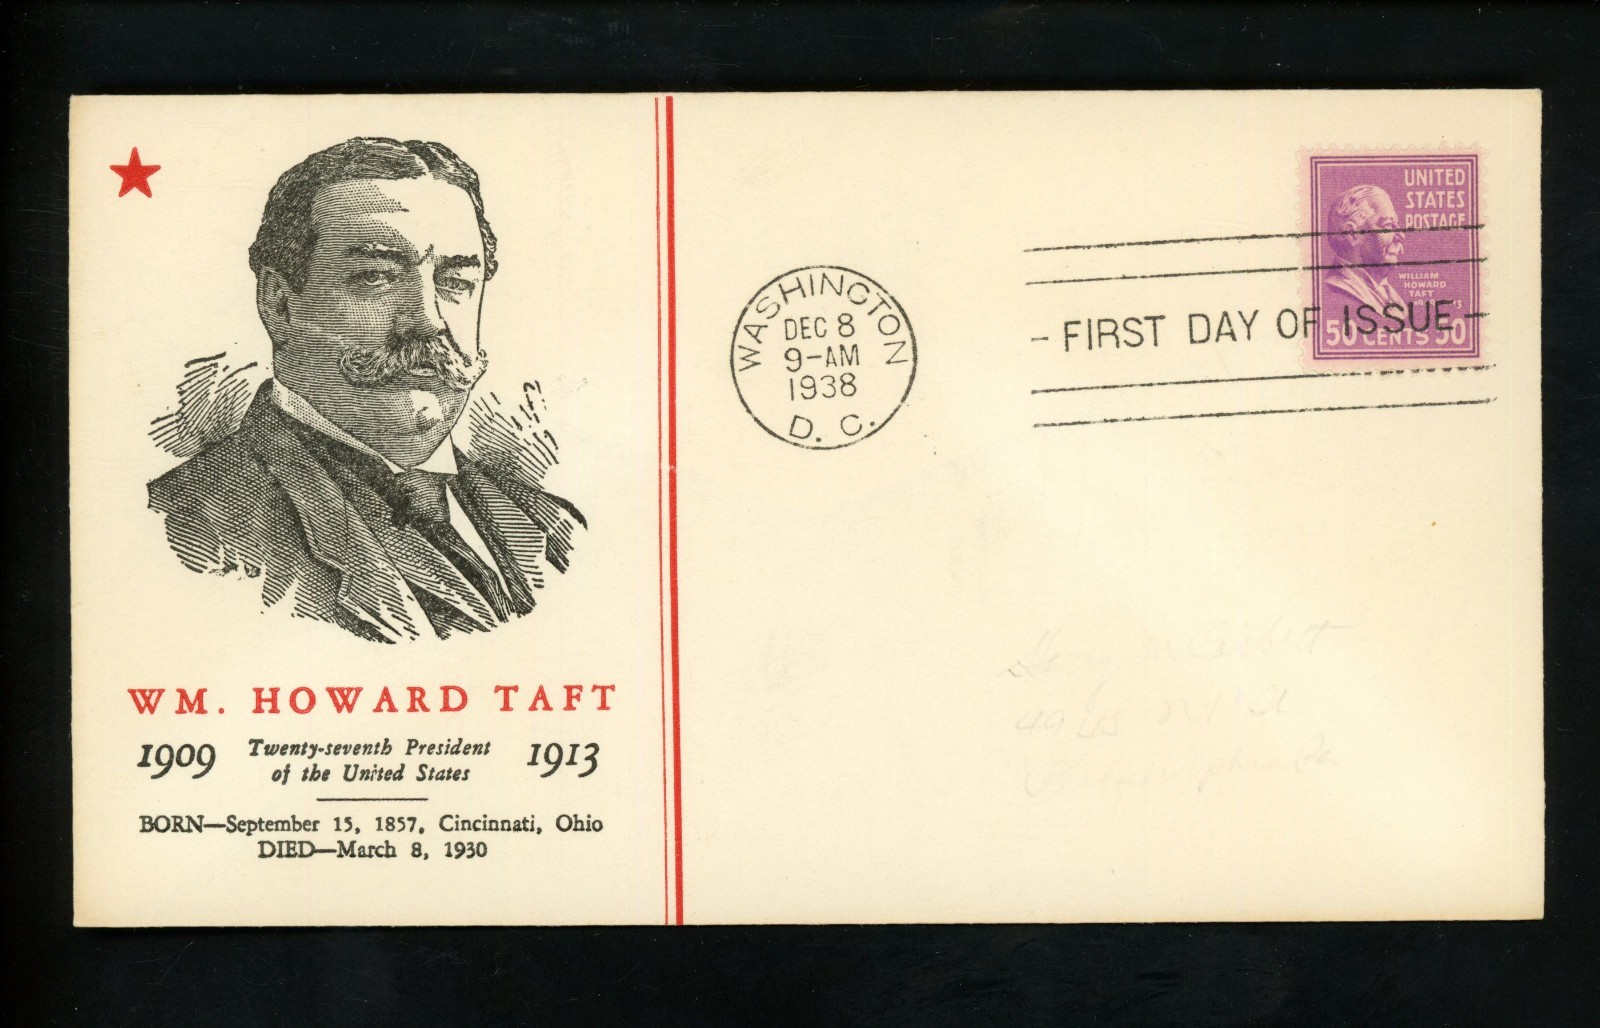 WM. HOWARD TAFT
1909 Twenty-seventh President of the United States 1913
BORN—September 15, 1857, Cincinnati, Ohio
DIED—March 8, 1930
WASHINGTON
DEC 8
9-AM
1938
D. C.
- FIRST DAY OF ISSUE -
UNITED
STATES
POSTAGE
WILLIAM
HOWARD
TAFT
50 CENTS 50